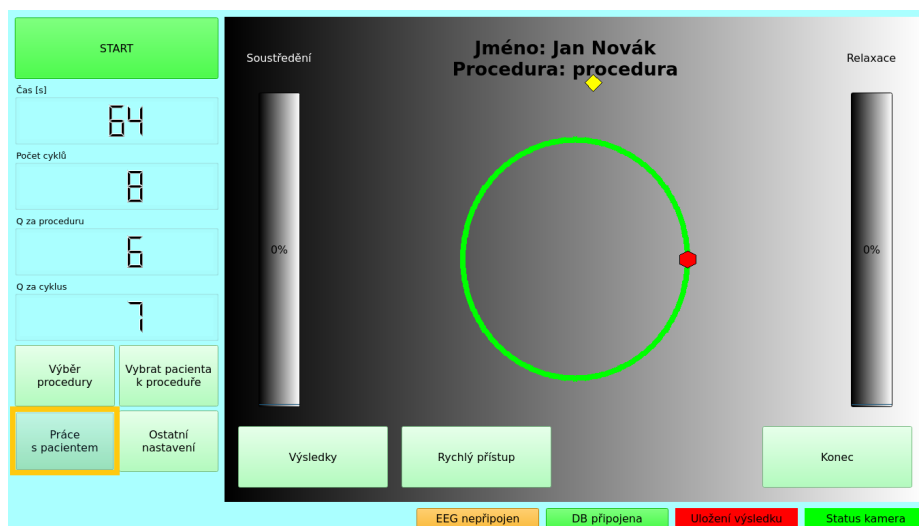 START
Čas [s]
64
Počet cyklů
8
Q za proceduru
6
Q za cyklus
7
Výběr
procedury
Vybrat pacienta
k proceduře
Práce
s pacientem
Ostatní
nastavení
Soustředění
Jméno: Jan Novák
Procedura: procedura
Relaxace
0%
0%
Výsledky
Rychlý přístup
Konec
EEG nepřipojen
DB připojena
Uložení výsledku
Status kamera